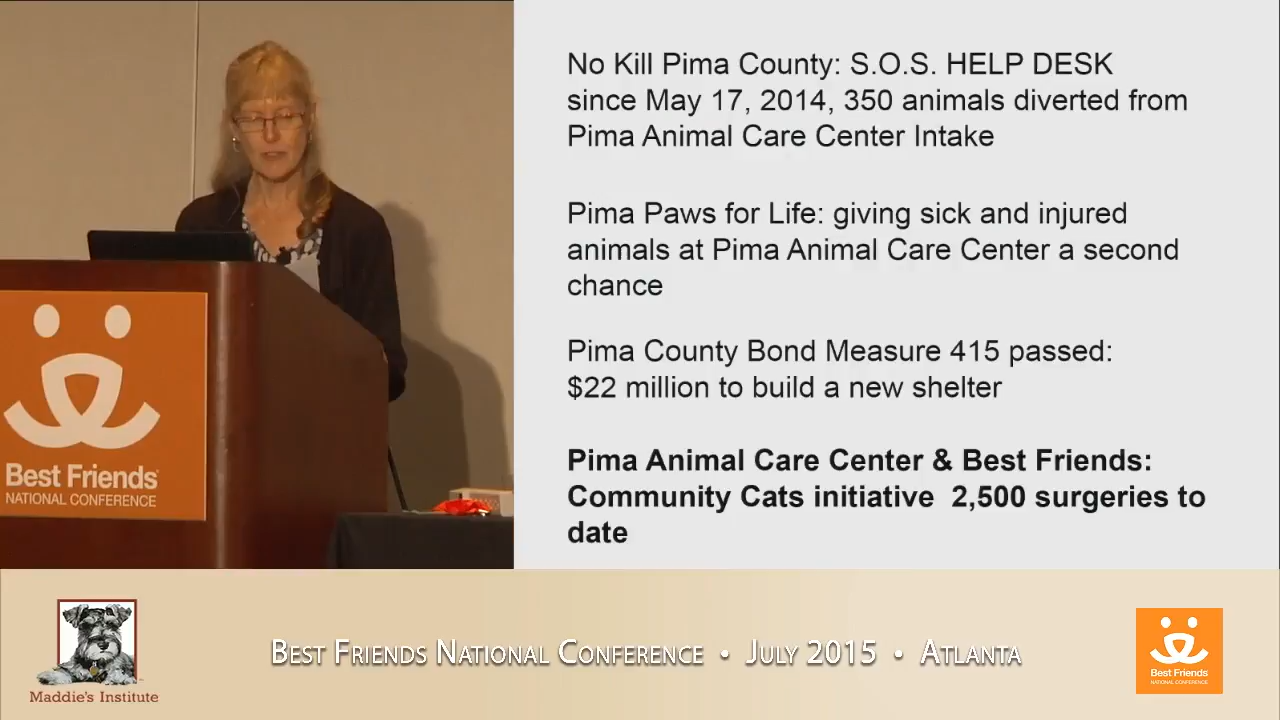 No Kill Pima County: S.O.S. HELP DESK
since May 17, 2014, 350 animals diverted from
Pima Animal Care Center Intake
Pima Paws for Life: giving sick and injured
animals at Pima Animal Care Center a second
chance
Pima County Bond Measure 415 passed:
$22 million to build a new shelter
Pima Animal Care Center & Best Friends:
Community Cats initiative 2,500 surgeries to
date
Best Friends
NATIONAL CONFERENCE
Maddie's Institute
BEST FRIENDS NATIONAL CONFERENCE • JULY 2015 • ATLANTA
Best Friends
NATIONAL CONFERENCE